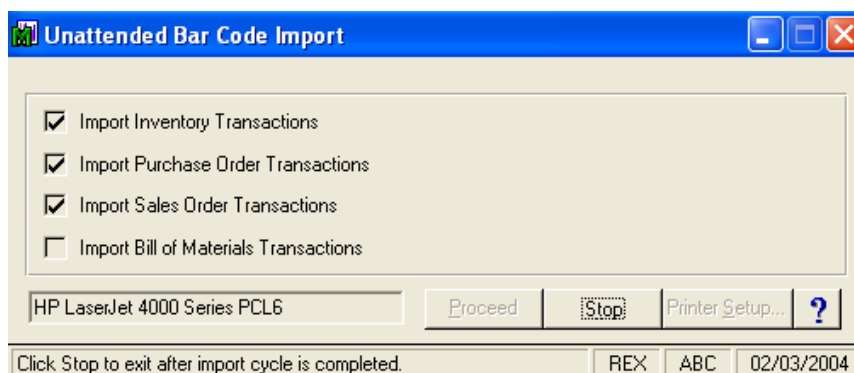 Unattended Bar Code Import
Import Inventory Transactions
Import Purchase Order Transactions
Import Sales Order Transactions
Import Bill of Materials Transactions
HP LaserJet 4000 Series PCL6 Proceed Stop Printer Setup... ?
Click Stop to exit after import cycle is completed. REX ABC 02/03/2004